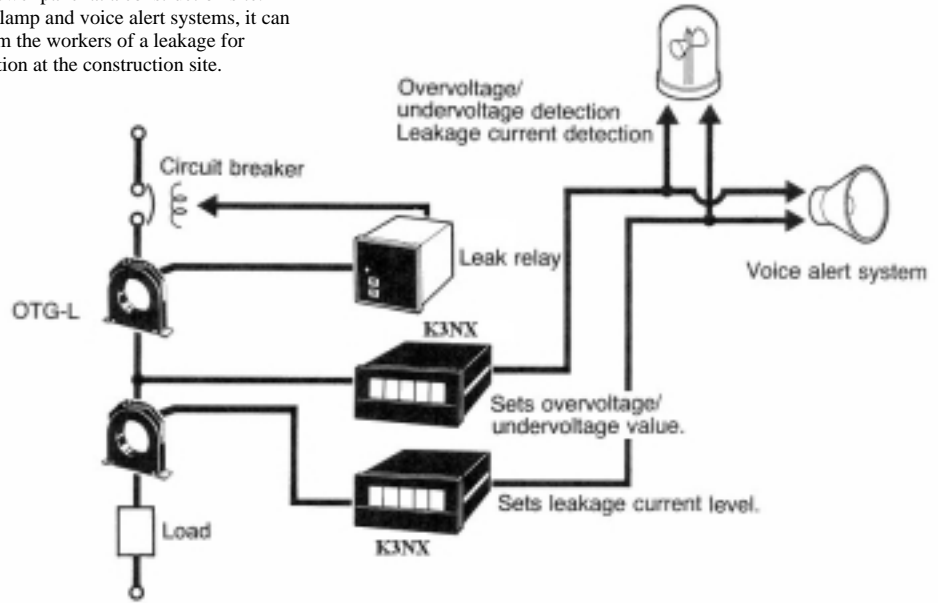 lamp and voice alert systems, it can
m the workers of a leakage for
tion at the construction site.
Overvoltage/
undervoltage detection
Leakage current detection
Circuit breaker
Leak relay
Voice alert system
OTG-L
K3NX
Sets overvoltage/
undervoltage value.
Sets leakage current level.
Load
K3NX